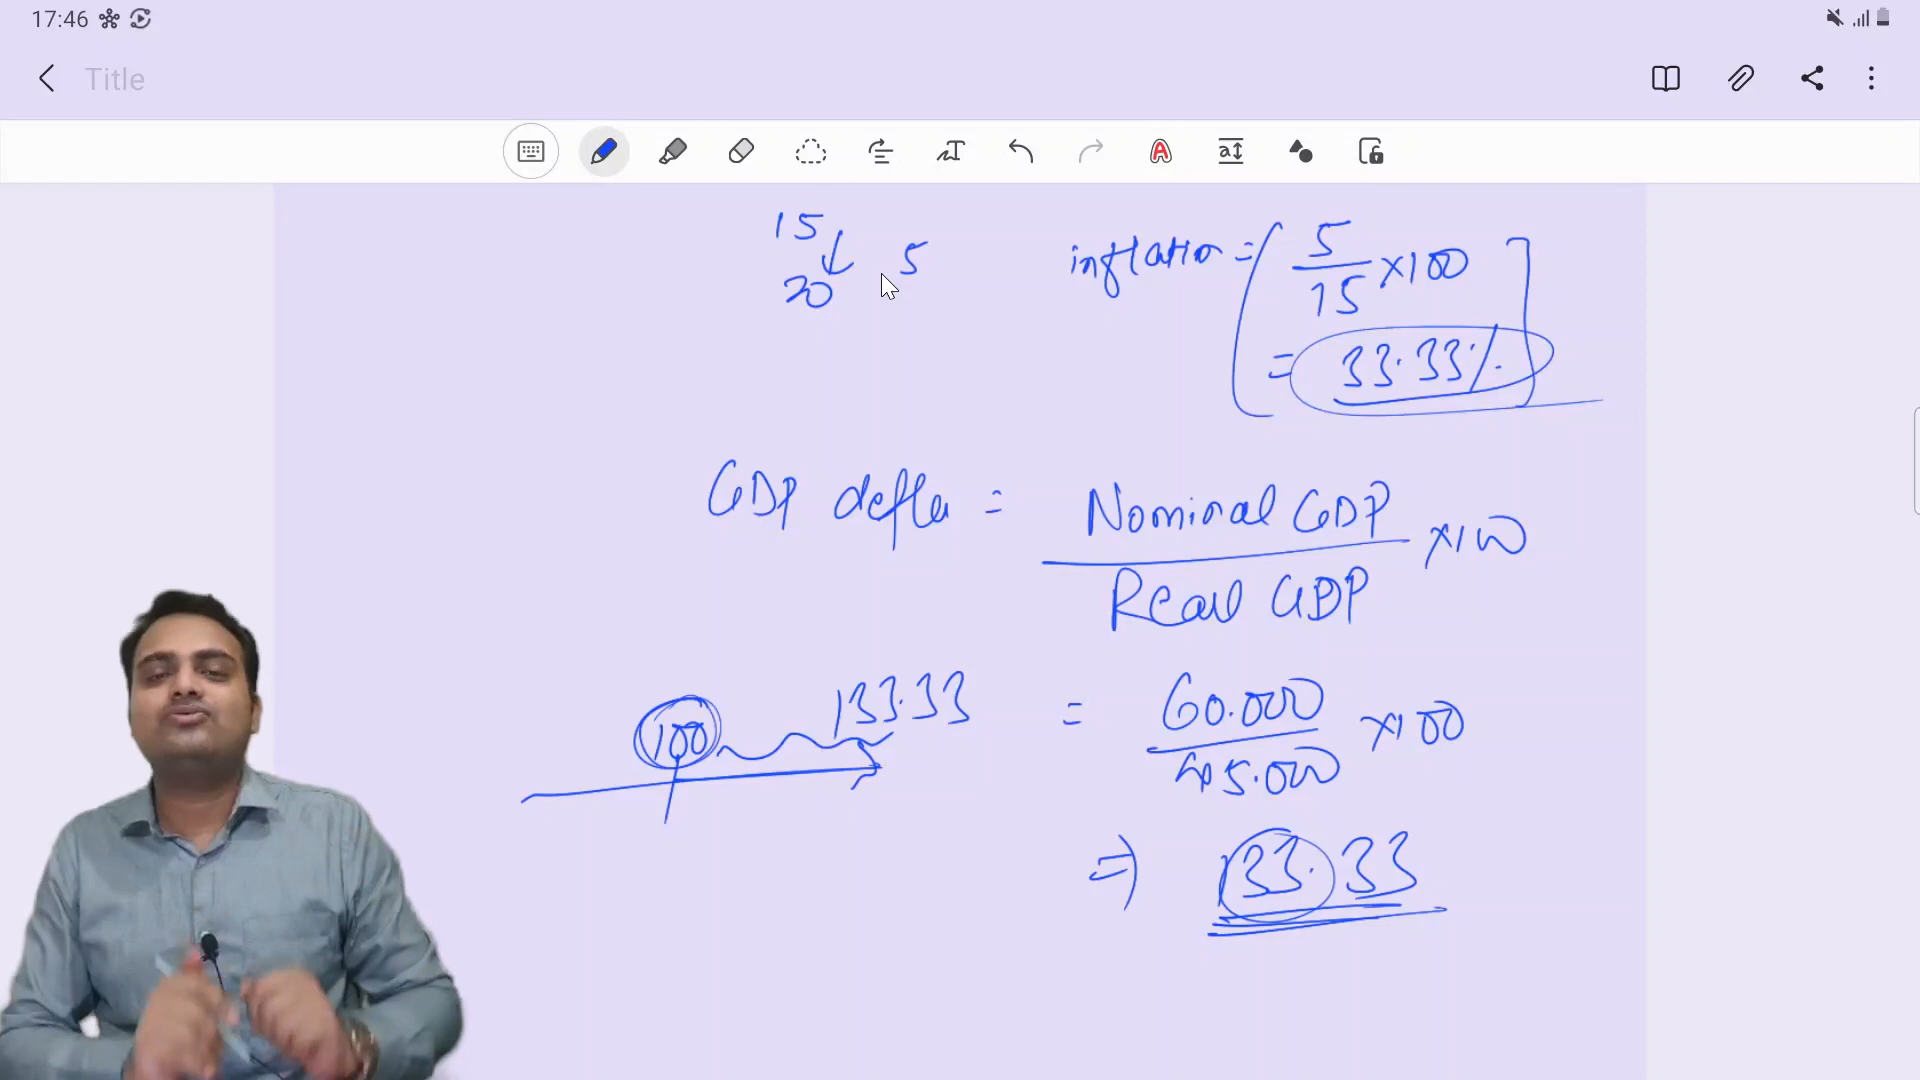 17:46
Title
15
20
5
inflation = 5/15 ×100
= 33.33%
GDP defla = Nominal GDP/Real GDP ×100
100
133.33
= 60.000/45.000 ×100
⇒ 133.33